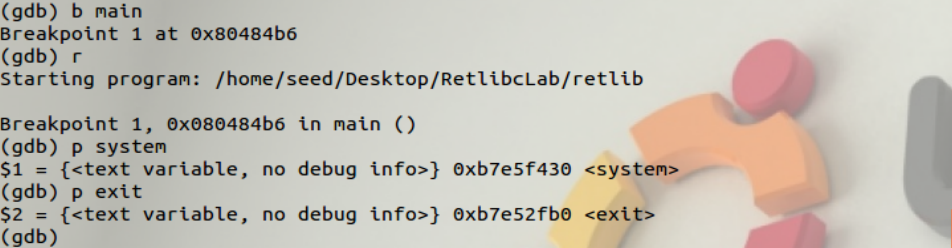 (gdb) b main
Breakpoint 1 at 0x80484b6
(gdb) r
Starting program: /home/seed/Desktop/RetlibcLab/retlib
Breakpoint 1, 0x080484b6 in main ()
(gdb) p system
$1 = {<text variable, no debug info>} 0xb7e5f430 <system>
(gdb) p exit
$2 = {<text variable, no debug info>} 0xb7e52fb0 <exit>
(gdb)